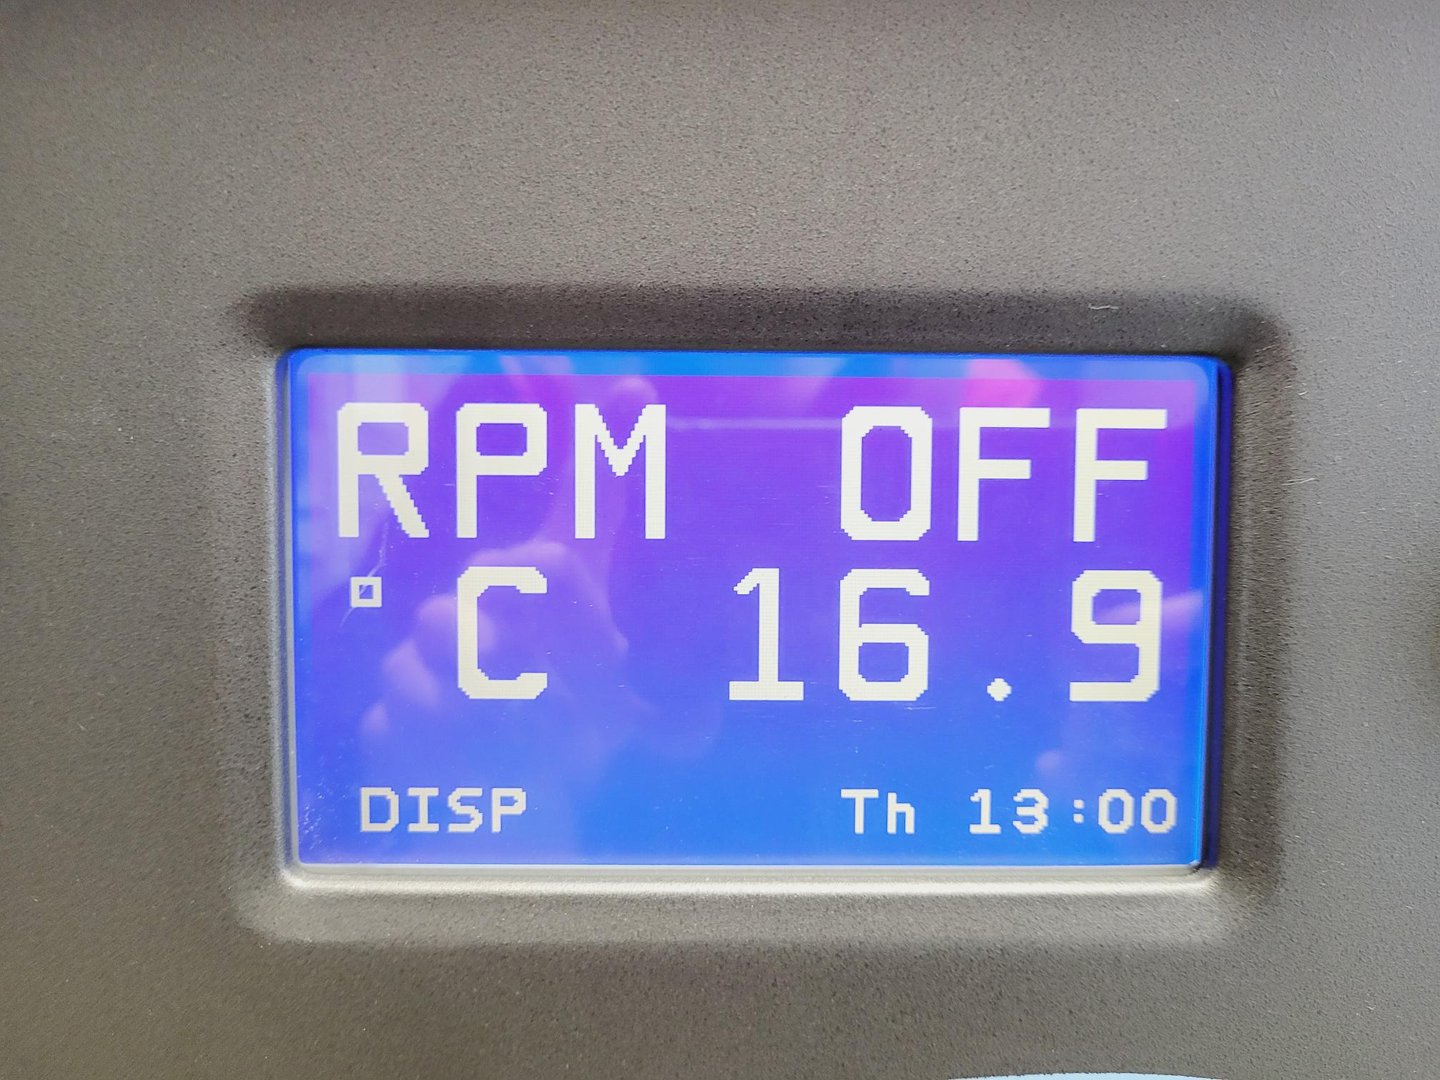 RPM OFF
°C 16.9
DISP Th 13:00